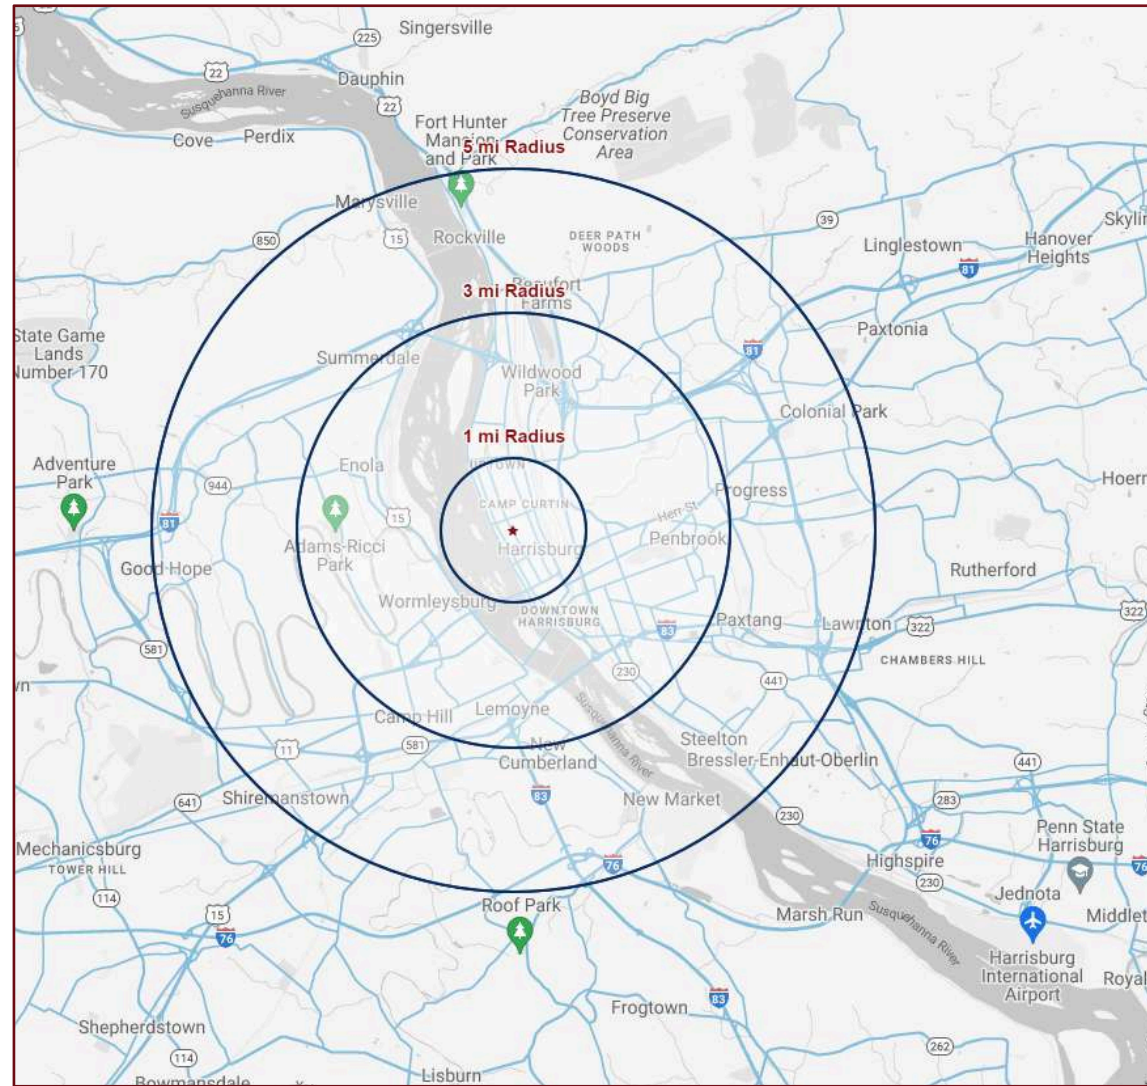 Singersville
225
22
Dauphin
Susquehanna River
22
Boyd Big
Tree Preserve
Conservation
Area
Fort Hunter
Mansion
and Park
Cove
Perdix
5 mi Radius
Marysville
39
Skylin
850
15
Rockville
DEER PATH
WOODS
Linglestown
Hanover
Heights
81
Beaufort
Farms
3 mi Radius
State Game
Lands
Number 170
Paxtonia
Summerdale
81
Wildwood
Park
Colonial Park
1 mi Radius
Adventure
Park
Enola
UPTOWN
944
Progress
Hoerr
CAMP CURTIN
Herr St
15
81
Harrisburg
Penbrook
Adams-Ricci
Park
Good Hope
Rutherford
Wormleysburg
DOWNTOWN
HARRISBURG
322
Paxtang
Lawnton
322
83
581
CHAMBERS HILL
230
441
wn
Susquehanna River
Camp Hill
Lemoyne
11
581
New
Cumberland
Steelton
Bressler-Enhaut-Oberlin
441
83
283
641
Shiremanstown
New Market
230
Penn State
Harrisburg
Mechanicsburg
TOWER HILL
76
76
Highspire
76
230
114
Roof Park
Jednota
15
Marsh Run
Susquehanna River
Middlet
76
Harrisburg
International
Airport
Royal
83
Frogtown
Shepherdstown
262
114
Lisburn
Bowmansdale